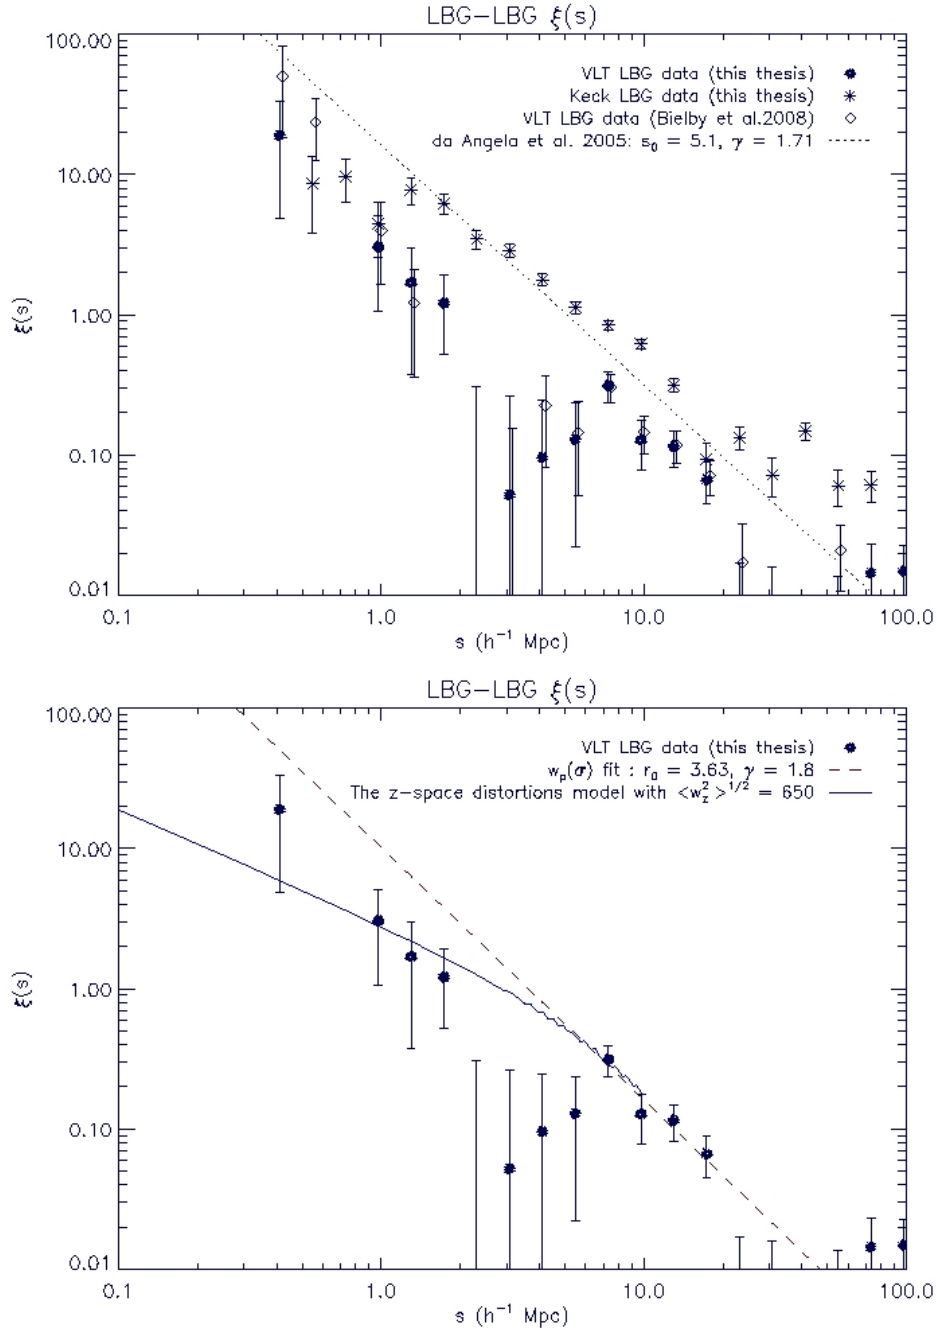 LBG−LBG ξ(s)
100.00
VLT LBG data (this thesis)
Keck LBG data (this thesis)
VLT LBG data (Bielby et al.2008)
da Angela et al. 2005: s₀ = 5.1, γ = 1.71
10.00
1.00
0.10
0.01
ξ(s)
0.1 1.0 10.0 100.0
s (h⁻¹ Mpc)
LBG−LBG ξ(s)
100.00
VLT LBG data (this thesis)
wₚ(σ) fit : r₀ = 3.63, γ = 1.8
The z−space distortions model with <w_z²>¹/² = 650
10.00
1.00
0.10
0.01
ξ(s)
0.1 1.0 10.0 100.0
s (h⁻¹ Mpc)